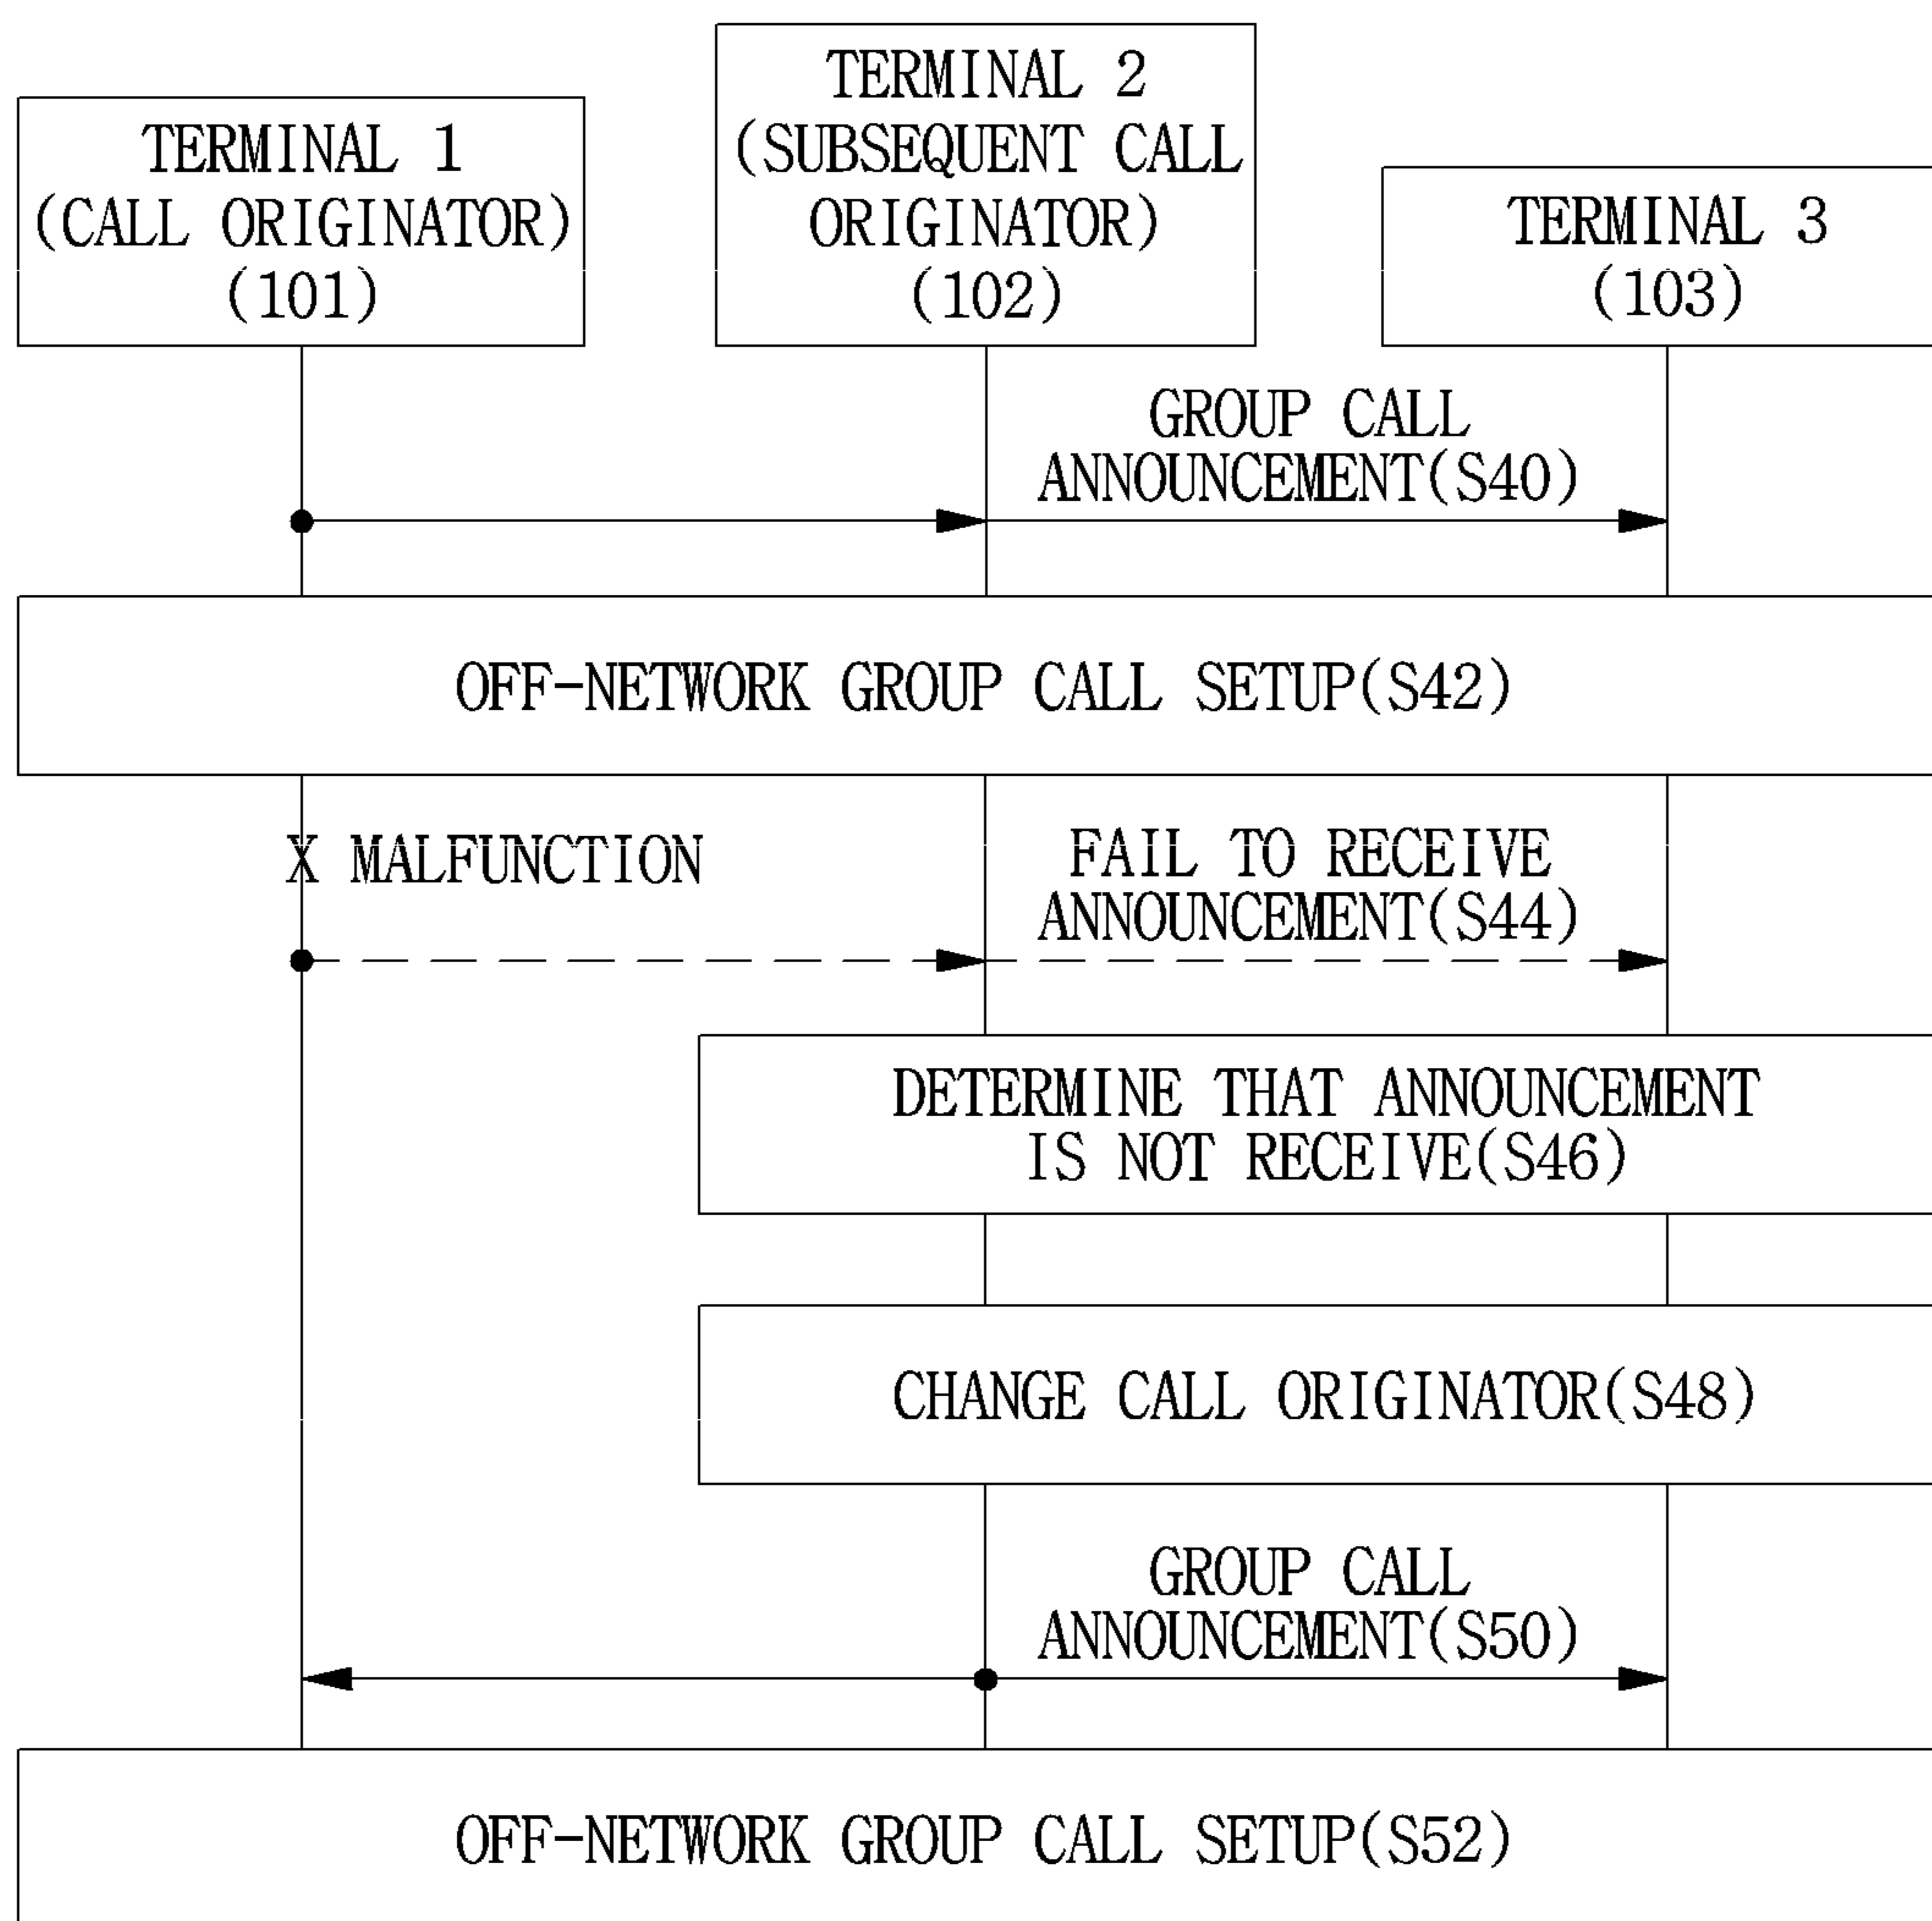 TERMINAL 1
(CALL ORIGINATOR)
(101)
TERMINAL 2
(SUBSEQUENT CALL
ORIGINATOR)
(102)
TERMINAL 3
(103)
GROUP CALL
ANNOUNCEMENT(S40)
OFF-NETWORK GROUP CALL SETUP(S42)
X MALFUNCTION
FAIL TO RECEIVE
ANNOUNCEMENT(S44)
DETERMINE THAT ANNOUNCEMENT
IS NOT RECEIVE(S46)
CHANGE CALL ORIGINATOR(S48)
GROUP CALL
ANNOUNCEMENT(S50)
OFF-NETWORK GROUP CALL SETUP(S52)